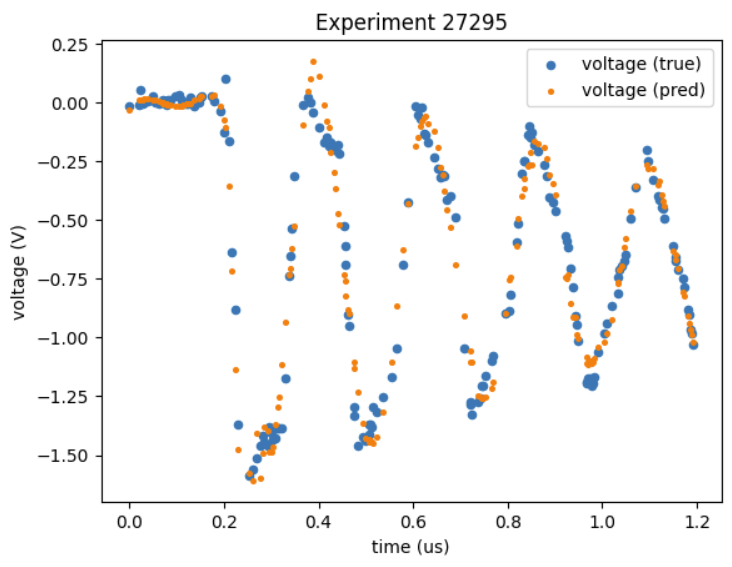 Experiment 27295
voltage (true)
voltage (pred)
0.25
0.00
−0.25
−0.50
−0.75
−1.00
−1.25
−1.50
voltage (V)
0.0 0.2 0.4 0.6 0.8 1.0 1.2
time (us)